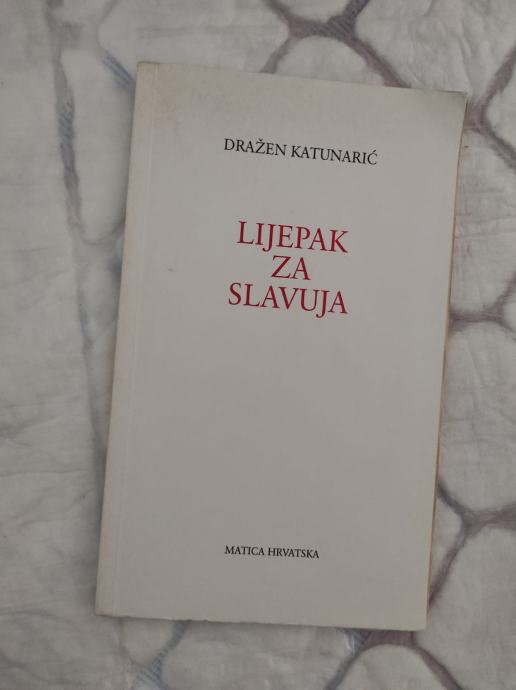 DRAŽEN KATUNARIĆ
LIJEPAK
ZA
SLAVUJA
MATICA HRVATSKA